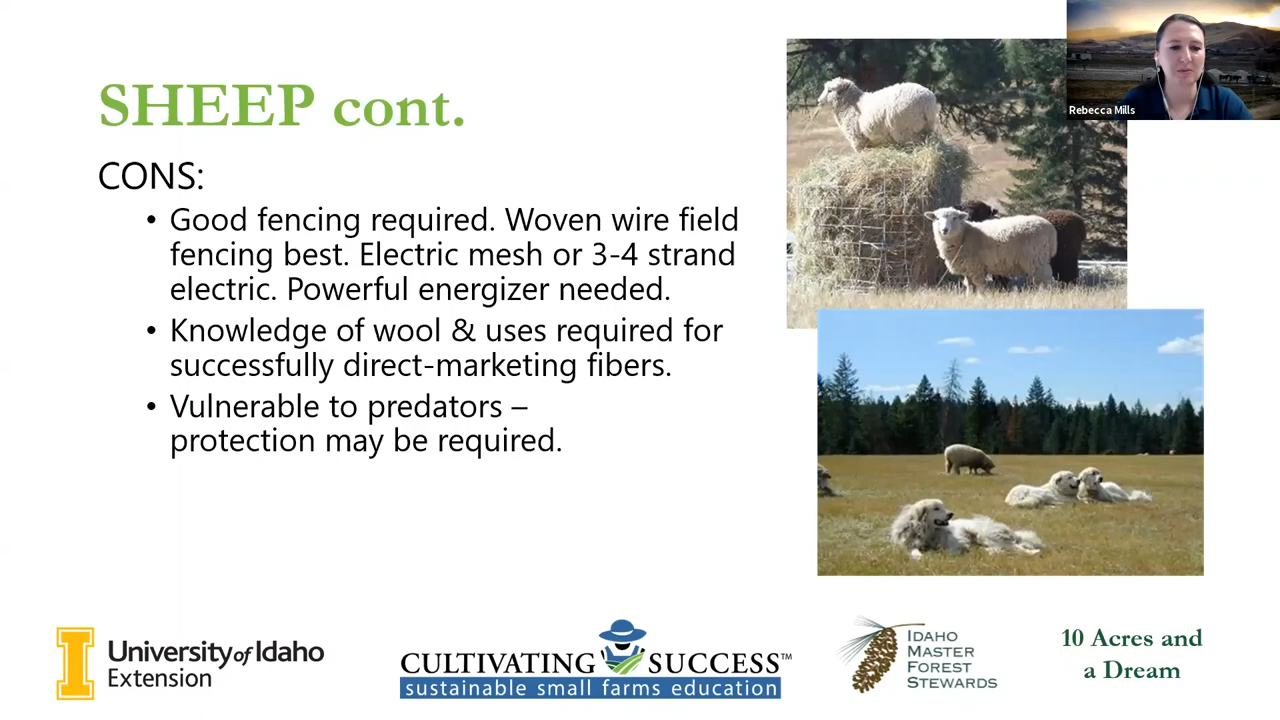 SHEEP cont.
CONS:
• Good fencing required. Woven wire field
fencing best. Electric mesh or 3-4 strand
electric. Powerful energizer needed.
• Knowledge of wool & uses required for
successfully direct-marketing fibers.
• Vulnerable to predators –
protection may be required.
Rebecca Mills
I
University of Idaho
Extension
CULTIVATING SUCCESS™
sustainable small farms education
IDAHO
MASTER
FOREST
STEWARDS
10 Acres and
a Dream